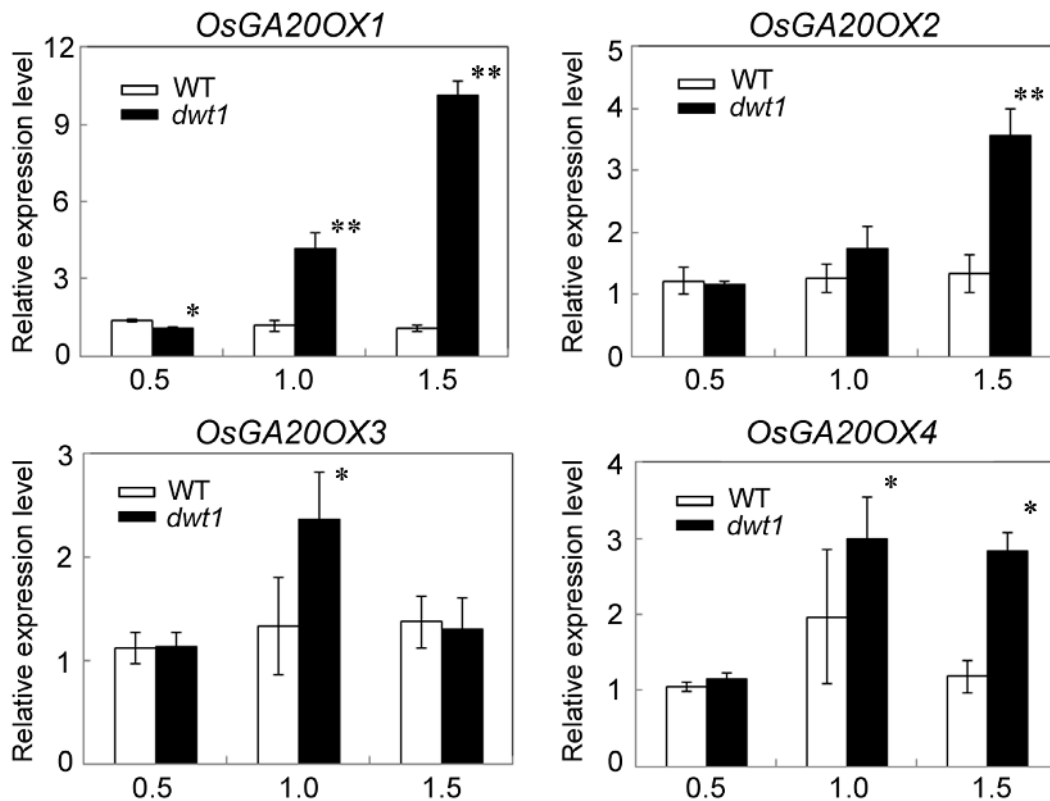 OsGA20OX1
Relative expression level
12
9
6
3
0
WT
dwt1
*
**
**
0.5 1.0 1.5
OsGA20OX2
Relative expression level
5
4
3
2
1
0
WT
dwt1
**
0.5 1.0 1.5
OsGA20OX3
Relative expression level
3
2
1
0
WT
dwt1
*
0.5 1.0 1.5
OsGA20OX4
Relative expression level
4
3
2
1
0
WT
dwt1
*
*
0.5 1.0 1.5